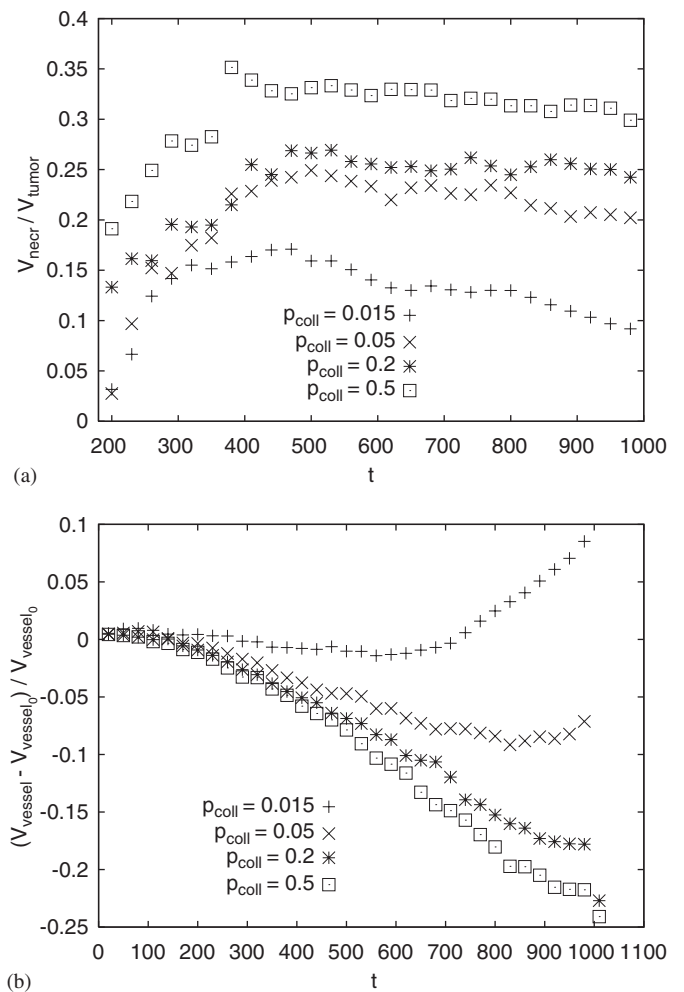 0.4
0.35
0.3
0.25
0.2
0.15
0.1
0.05
0
V_necr / V_tumor
p_coll = 0.015 +
p_coll = 0.05 ×
p_coll = 0.2 ∗
p_coll = 0.5 ⊡
200 300 400 500 600 700 800 900 1000
t
(a)
0.1
0.05
0
-0.05
-0.1
-0.15
-0.2
-0.25
(V_vessel - V_vessel_0) / V_vessel_0
p_coll = 0.015 +
p_coll = 0.05 ×
p_coll = 0.2 ∗
p_coll = 0.5 ⊡
0 100 200 300 400 500 600 700 800 900 1000 1100
t
(b)